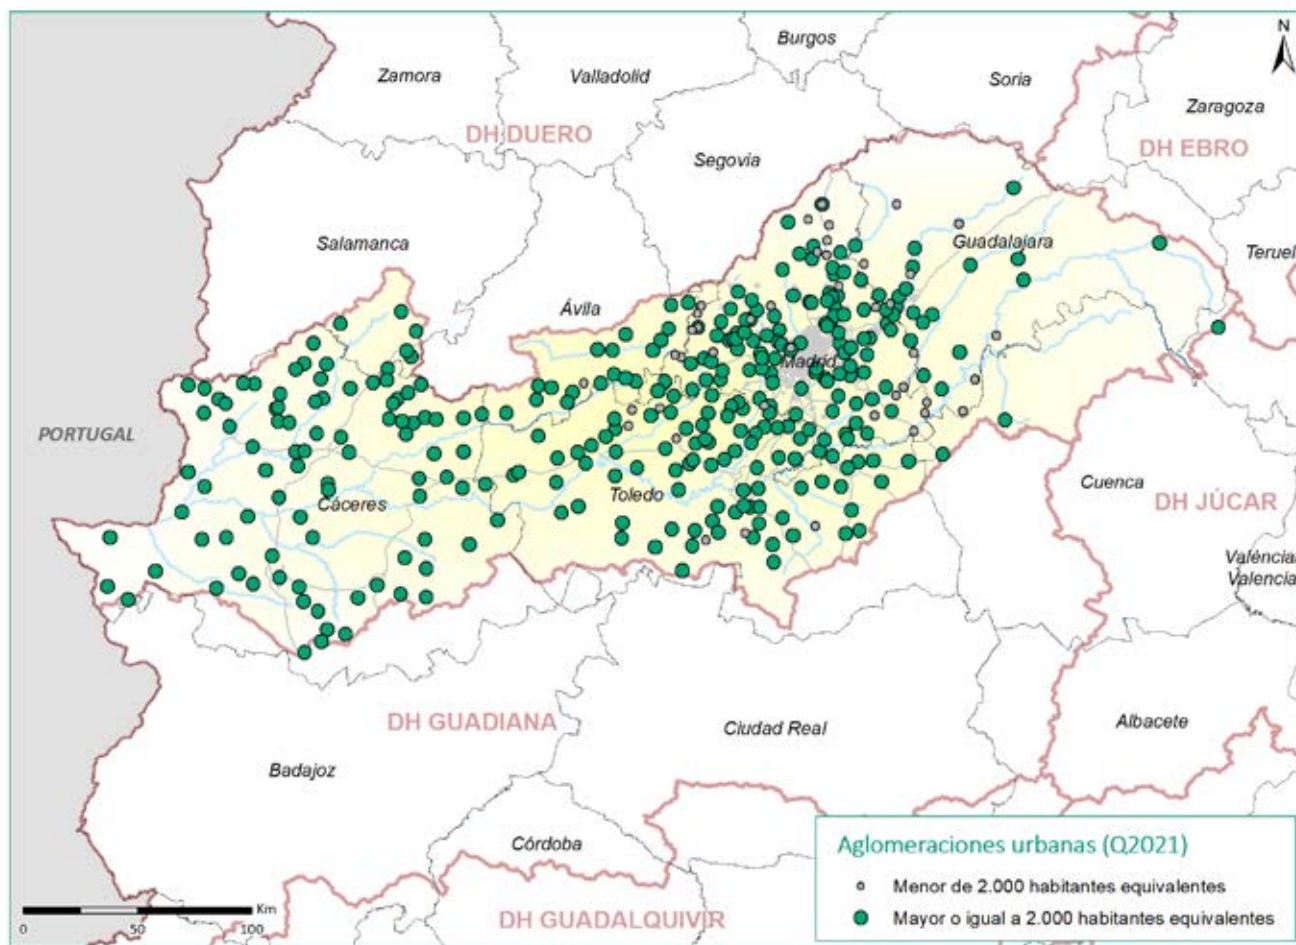 N
Burgos
Zamora
Valladolid
Soria
Zaragoza
DH DUERO
DH EBRO
Segovia
Salamanca
Guadalajara
Teruel
Ávila
Madrid
PORTUGAL
Cáceres
Toledo
Cuenca
DH JÚCAR
Valéncia
Valencia
DH GUADIANA
Ciudad Real
Albacete
Badajoz
Córdoba
Aglomeraciones urbanas (Q2021)
Menor de 2.000 habitantes equivalentes
Mayor o igual a 2.000 habitantes equivalentes
Km
0 50 100
DH GUADALQUIVIR